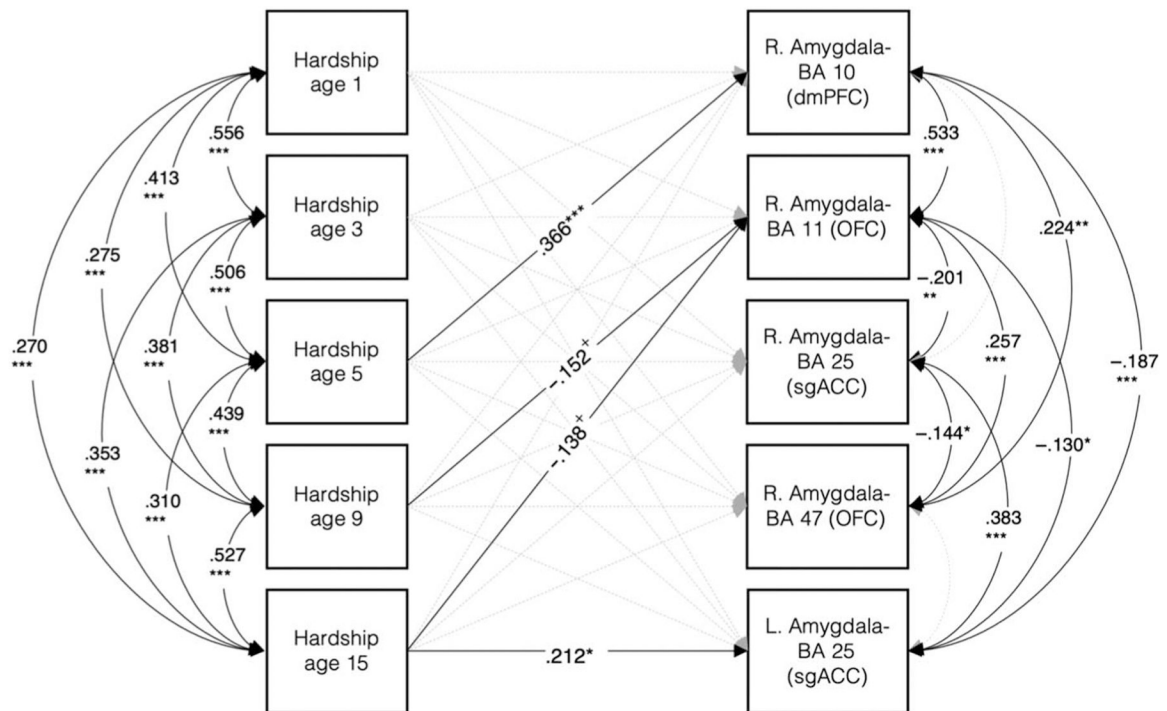 Hardship
age 1
Hardship
age 3
Hardship
age 5
Hardship
age 9
Hardship
age 15
R. Amygdala-
BA 10
(dmPFC)
R. Amygdala-
BA 11 (OFC)
R. Amygdala-
BA 25
(sgACC)
R. Amygdala-
BA 47 (OFC)
L. Amygdala-
BA 25
(sgACC)
.556
***
.413
***
.275
***
.506
***
.270
***
.381
***
.439
***
.353
***
.310
***
.527
***
.366***
−.152+
−.138+
.212*
.533
***
.224**
−.201
**
.257
***
−.187
***
−.144*
−.130*
.383
***